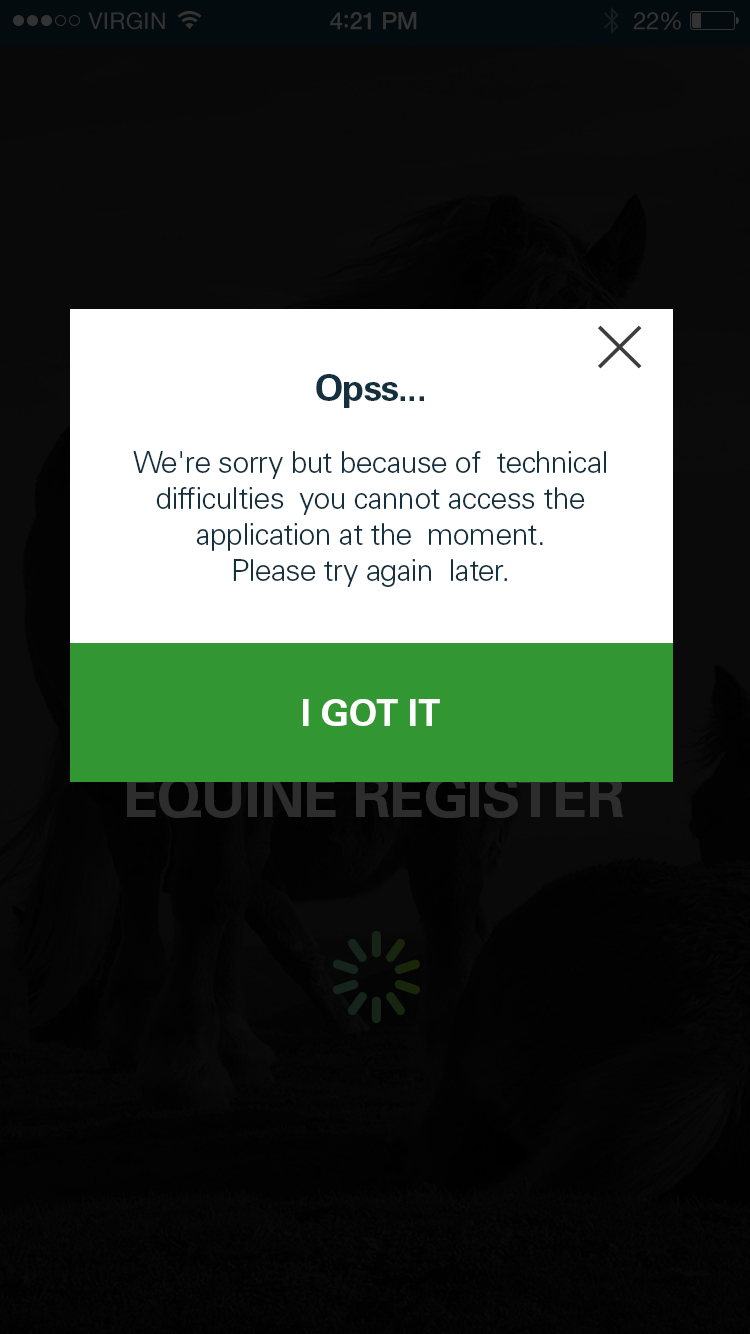 VIRGIN 4:21 PM 22%
Opss...
We're sorry but because of  technical
difficulties  you cannot access the
application at the  moment.
Please try again  later.
I GOT IT
EQUINE REGISTER